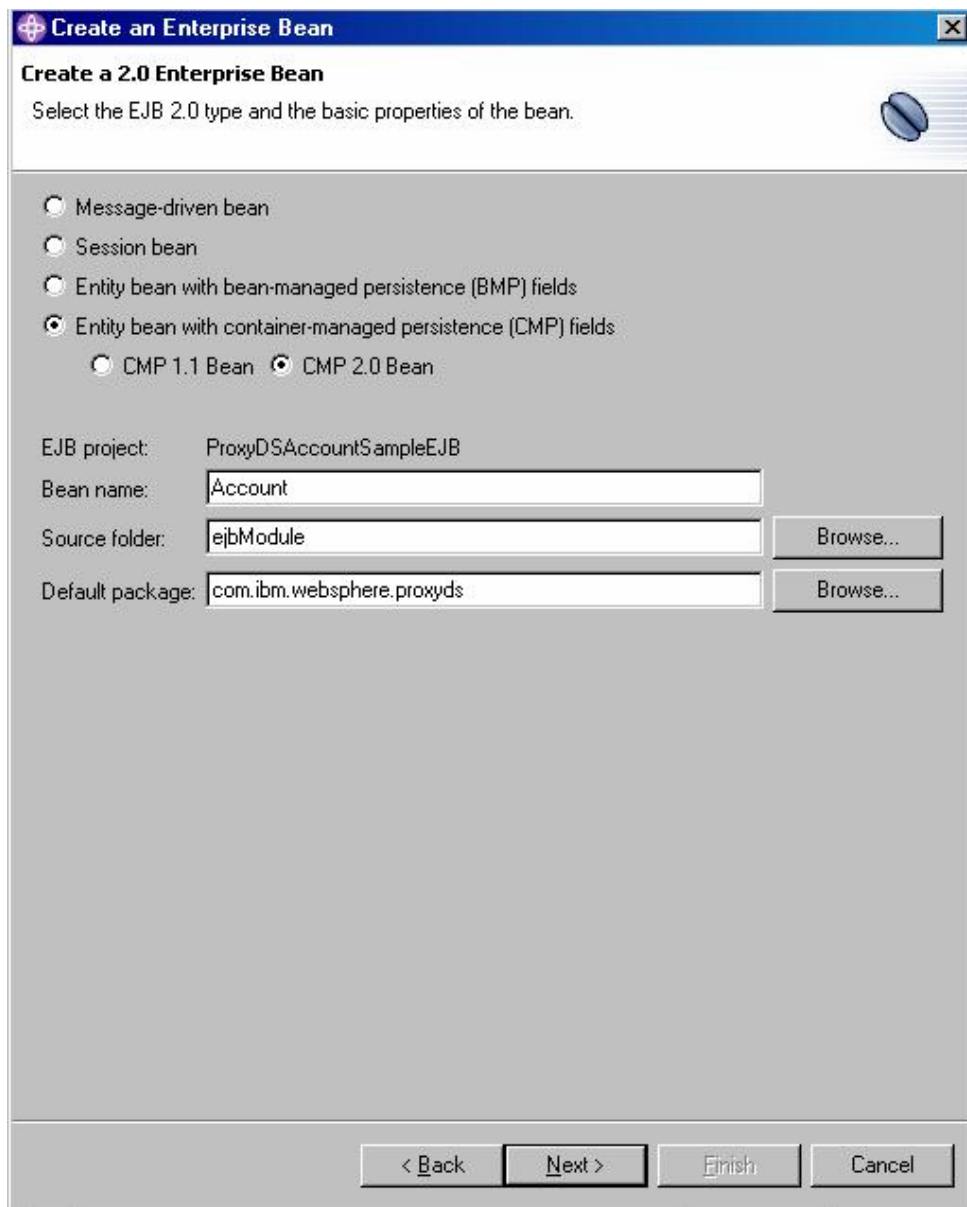 Create an Enterprise Bean
Create a 2.0 Enterprise Bean
Select the EJB 2.0 type and the basic properties of the bean.
Message-driven bean
Session bean
Entity bean with bean-managed persistence (BMP) fields
Entity bean with container-managed persistence (CMP) fields
CMP 1.1 Bean CMP 2.0 Bean
EJB project: ProxyDSAccountSampleEJB
Bean name: Account
Source folder: ejbModule Browse...
Default package: com.ibm.websphere.proxyds Browse...
< Back Next > Finish Cancel